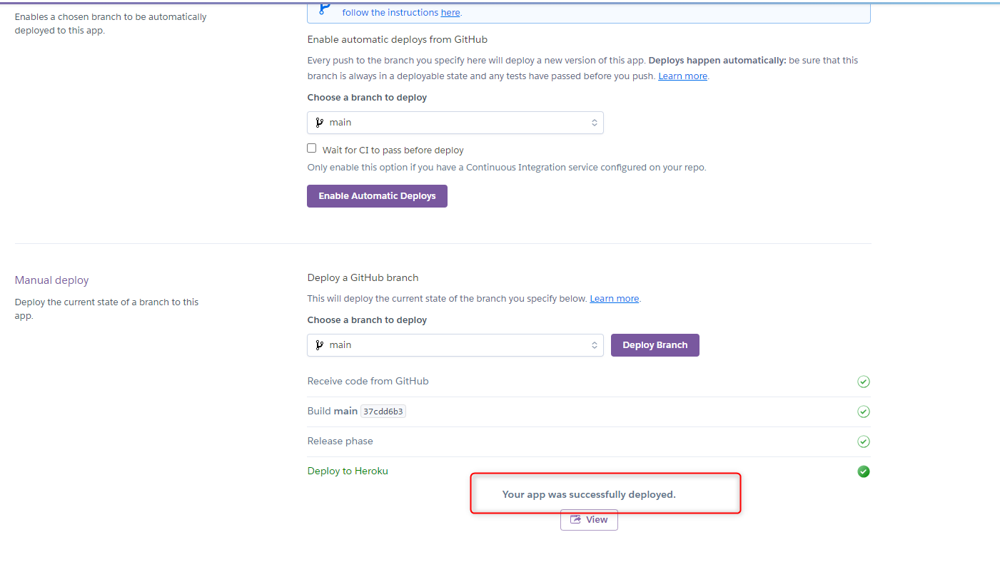 Enables a chosen branch to be automatically
deployed to this app.
follow the instructions here.
Enable automatic deploys from GitHub
Every push to the branch you specify here will deploy a new version of this app. Deploys happen automatically: be sure that this
branch is always in a deployable state and any tests have passed before you push. Learn more.
Choose a branch to deploy
main
Wait for CI to pass before deploy
Only enable this option if you have a Continuous Integration service configured on your repo.
Enable Automatic Deploys
Manual deploy
Deploy the current state of a branch to this
app.
Deploy a GitHub branch
This will deploy the current state of the branch you specify below. Learn more.
Choose a branch to deploy
main
Deploy Branch
Receive code from GitHub
Build main 37cdd6b3
Release phase
Deploy to Heroku
Your app was successfully deployed.
View